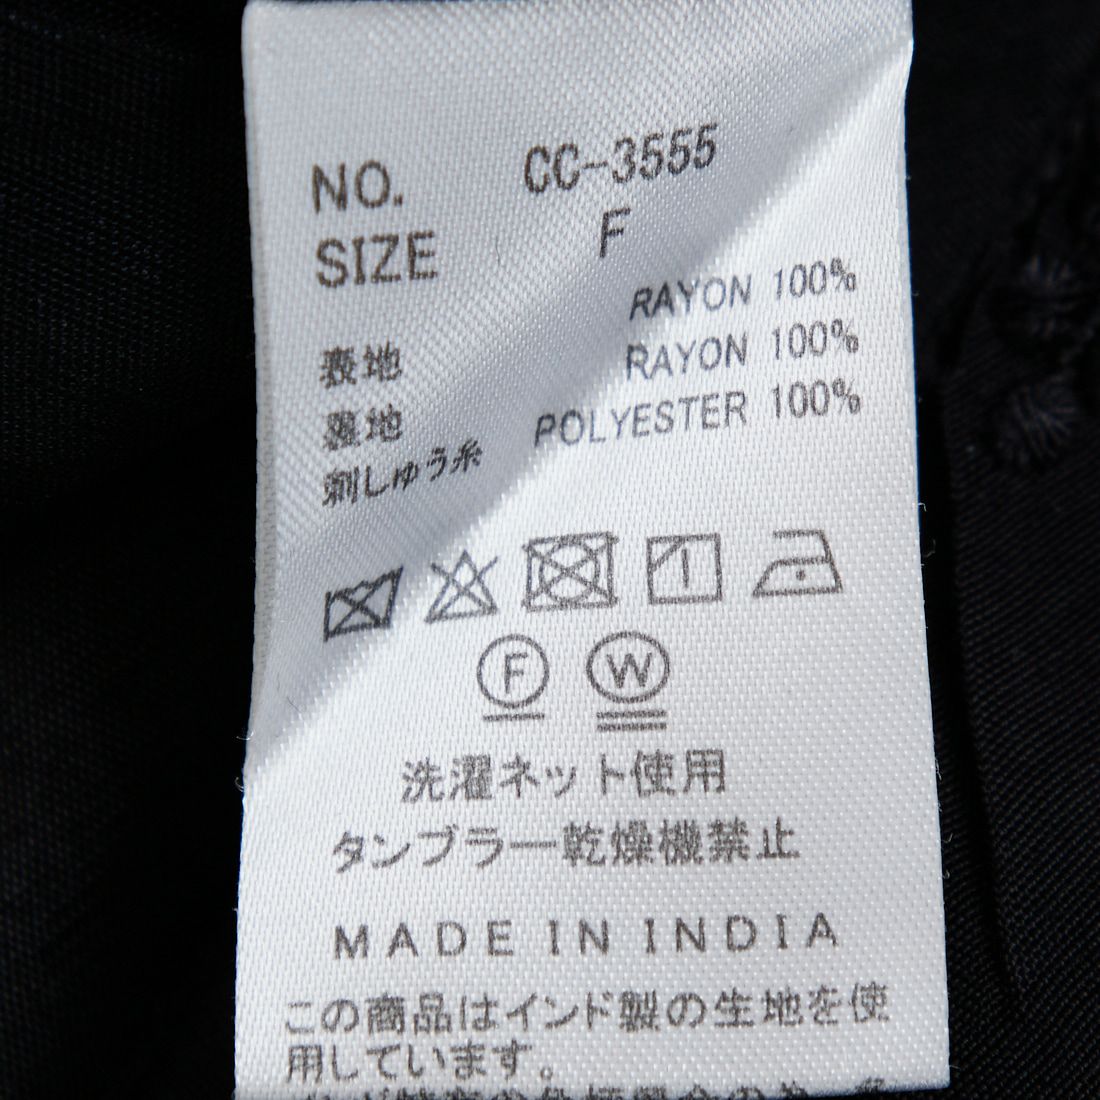 NO. CC-3555
SIZE F
RAYON 100%
表地 RAYON 100%
裏地 POLYESTER 100%
刺しゅう糸
F W
洗濯ネット使用
タンブラー乾燥機禁止
MADE IN INDIA
この商品はインド製の生地を使
用しています。